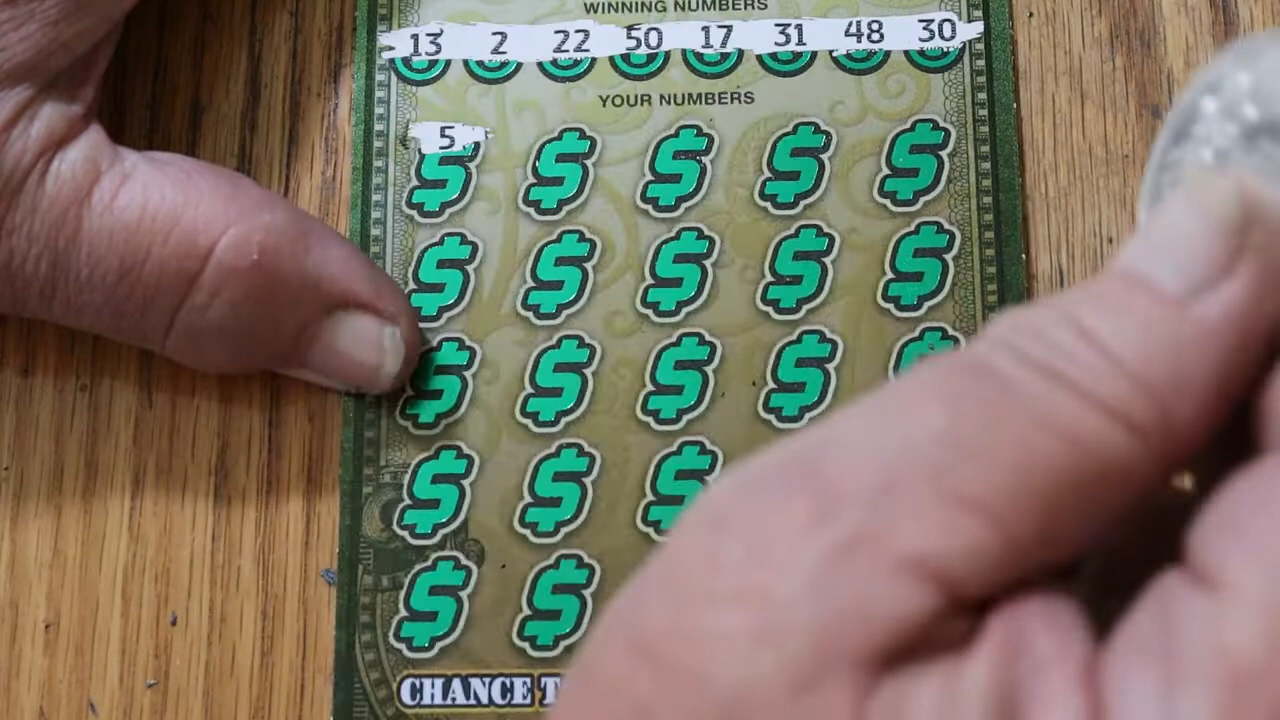 WINNING NUMBERS
13 2 22 50 17 31 48 30
YOUR NUMBERS
5
$ $ $ $ $
$ $ $ $ $
$ $ $ $ $
$ $ $
$ $
CHANCE